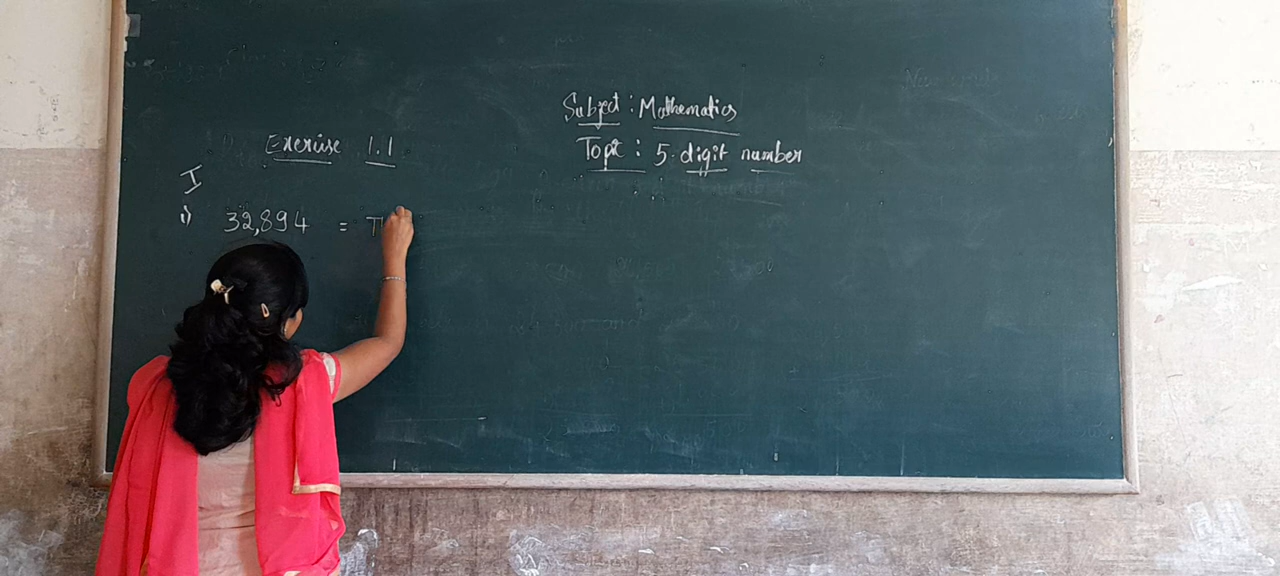 Subject : Mathematics
Topic : 5 digit number
Exercise 1.1
I
i) 32,894 = T